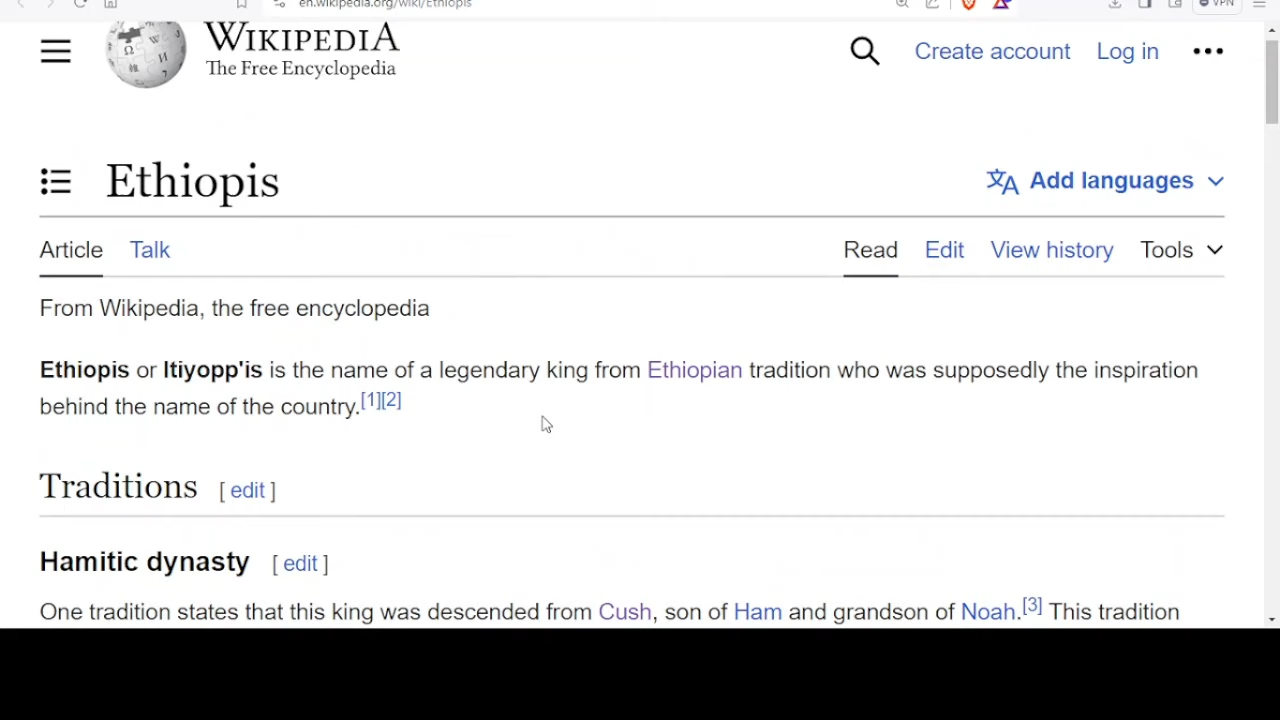 en.wikipedia.org/wiki/Ethiopis
VPN
WIKIPEDIA
The Free Encyclopedia
Create account Log in
Ethiopis
Add languages
Article Talk Read Edit View history Tools
From Wikipedia, the free encyclopedia
Ethiopis or Itiyopp'is is the name of a legendary king from Ethiopian tradition who was supposedly the inspiration
behind the name of the country.[1][2]
Traditions [ edit ]
Hamitic dynasty [ edit ]
One tradition states that this king was descended from Cush, son of Ham and grandson of Noah.[3] This tradition